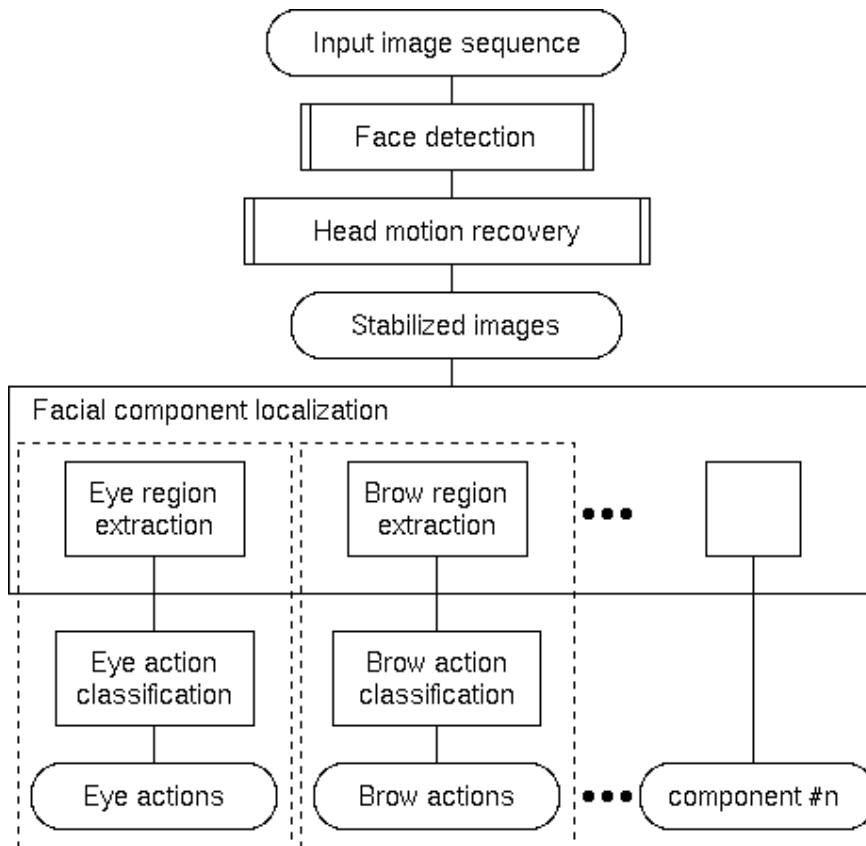 Input image sequence
Face detection
Head motion recovery
Stabilized images
Facial component localization
Eye region
extraction
Brow region
extraction
Eye action
classification
Brow action
classification
Eye actions
Brow actions
component #n